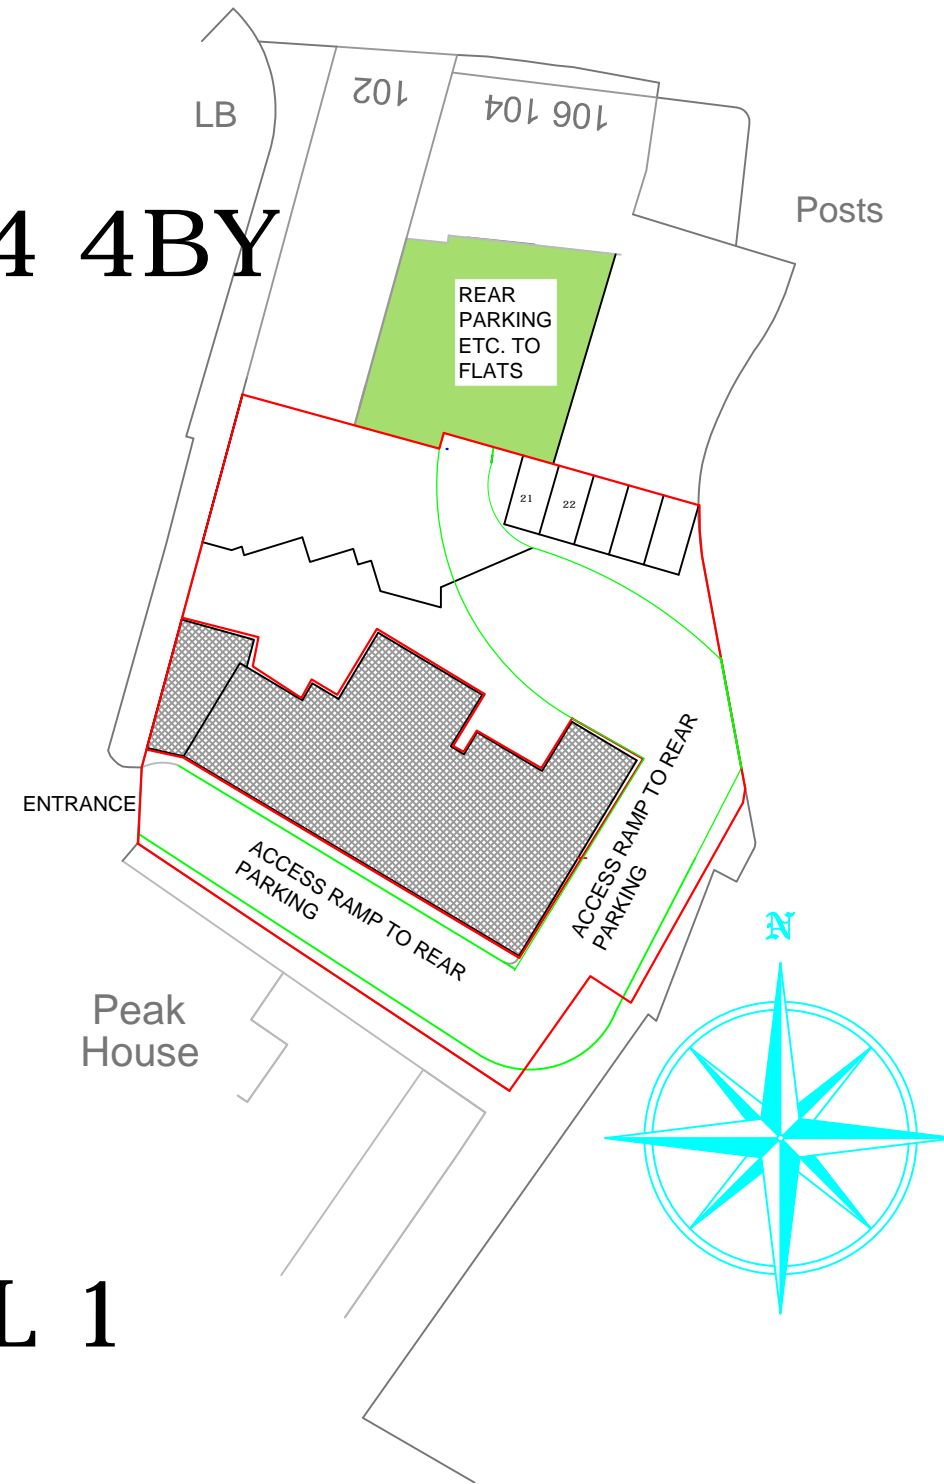 102
106 104
LB
Posts
4 4BY
REAR
PARKING
ETC. TO
FLATS
21
22
ENTRANCE
ACCESS RAMP TO REAR
PARKING
ACCESS RAMP TO REAR
PARKING
N
Peak
House
L 1